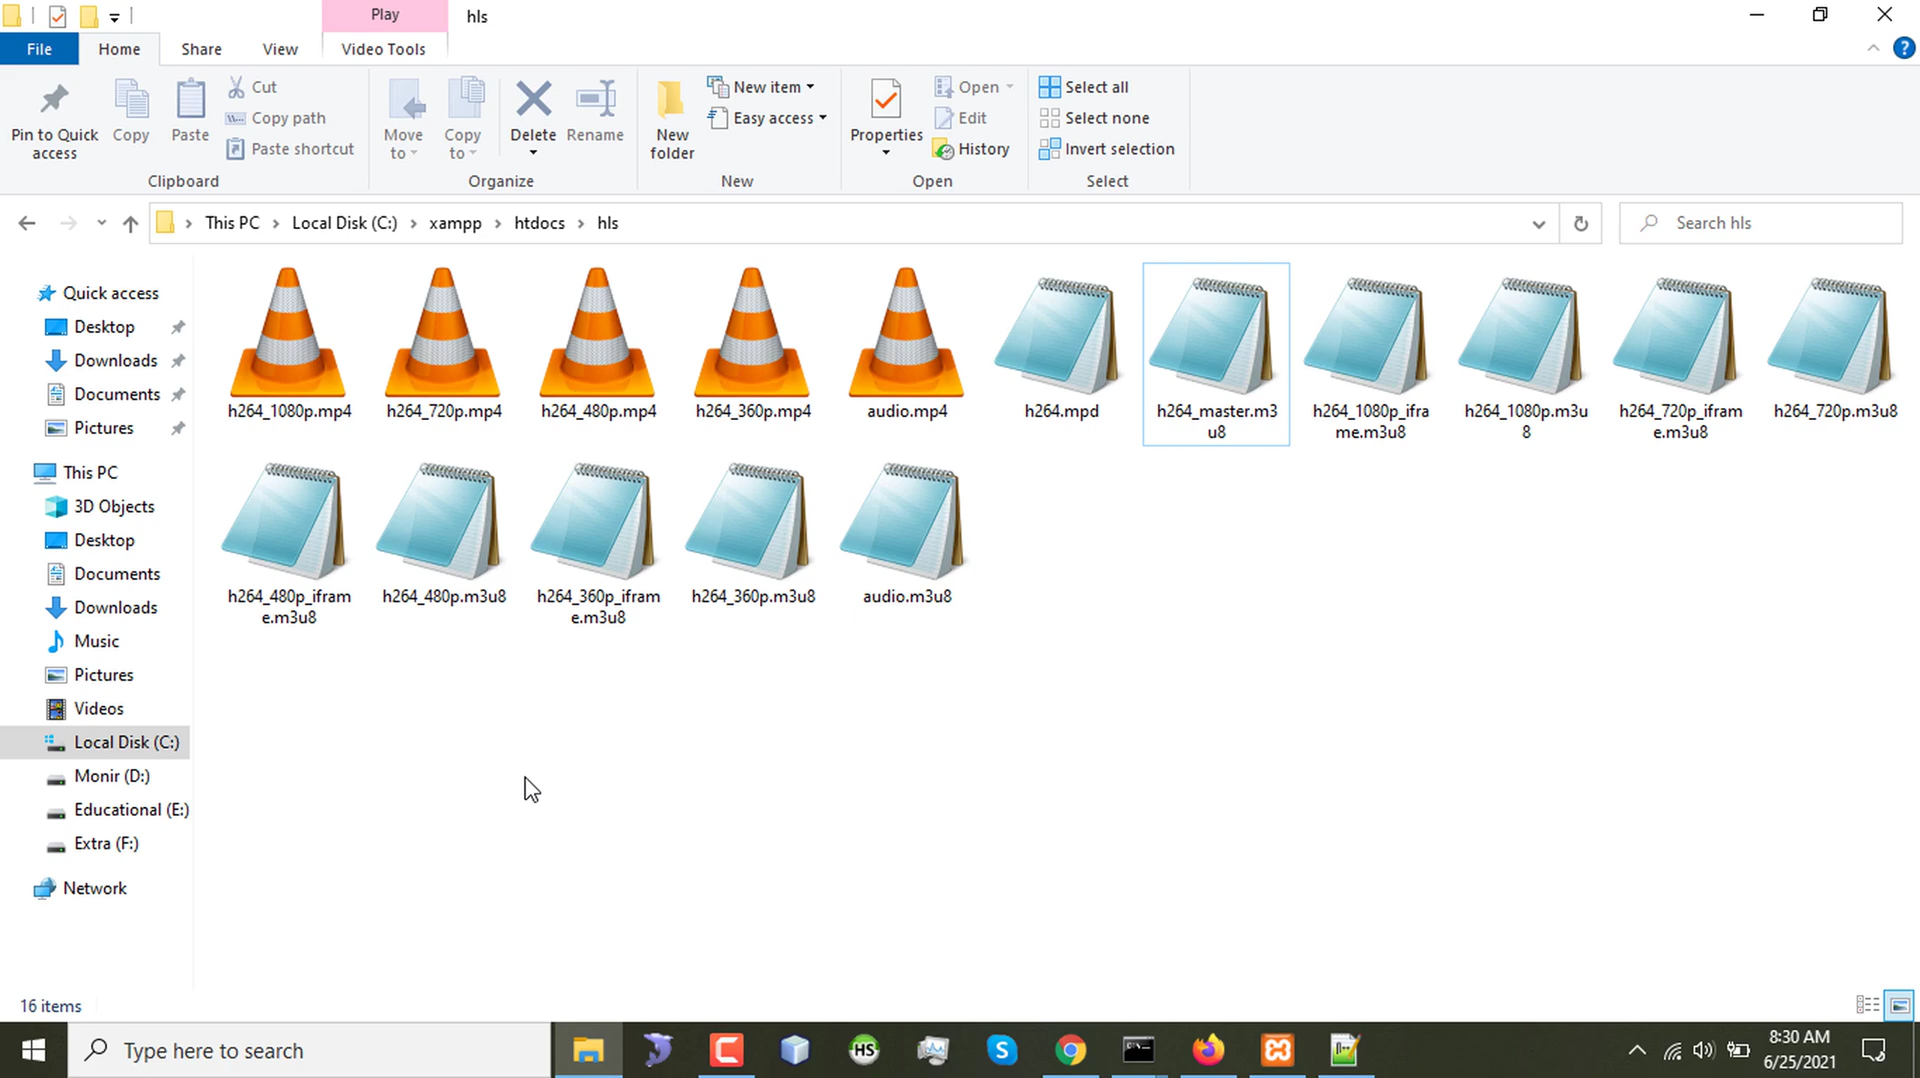 Play
hls
File
Home
Share
View
Video Tools
Pin to Quick
access
Copy
Paste
Cut
Copy path
Paste shortcut
Clipboard
Move
to
Copy
to
Delete
Rename
Organize
New
folder
New item
Easy access
New
Properties
Open
Edit
History
Open
Select all
Select none
Invert selection
Select
This PC
Local Disk (C:)
xampp
htdocs
hls
Search hls
Quick access
Desktop
Downloads
Documents
Pictures
This PC
3D Objects
Desktop
Documents
Downloads
Music
Pictures
Videos
Local Disk (C:)
Monir (D:)
Educational (E:)
Extra (F:)
Network
h264_1080p.mp4
h264_720p.mp4
h264_480p.mp4
h264_360p.mp4
audio.mp4
h264.mpd
h264_master.m3
u8
h264_1080p_ifra
me.m3u8
h264_1080p.m3u
8
h264_720p_ifram
e.m3u8
h264_720p.m3u8
h264_480p_ifram
e.m3u8
h264_480p.m3u8
h264_360p_ifram
e.m3u8
h264_360p.m3u8
audio.m3u8
16 items
Type here to search
HS
8:30 AM
6/25/2021